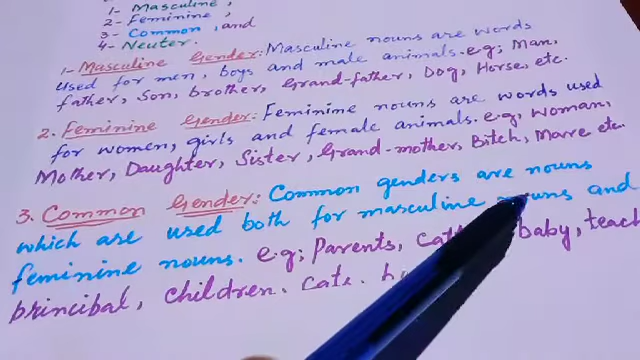 1- Masculine,
2- Feminine,
3- Common, and
4- Neuter.
1- Masculine Gender: Masculine nouns are words
used for men, boys and male animals. e.g; Man,
father, Son, brother, Grand-father, Dog, Horse, etc.
2. Feminine Gender: Feminine nouns are words used
for women, girls and female animals. e.g, Woman,
Mother, Daughter, Sister, Grand-mother, Bitch, Marre etc.
3. Common Gender: Common genders are nouns
which are used both for masculine nouns and
feminine nouns. e.g; Parents, baby, teach
principal, children. cats.